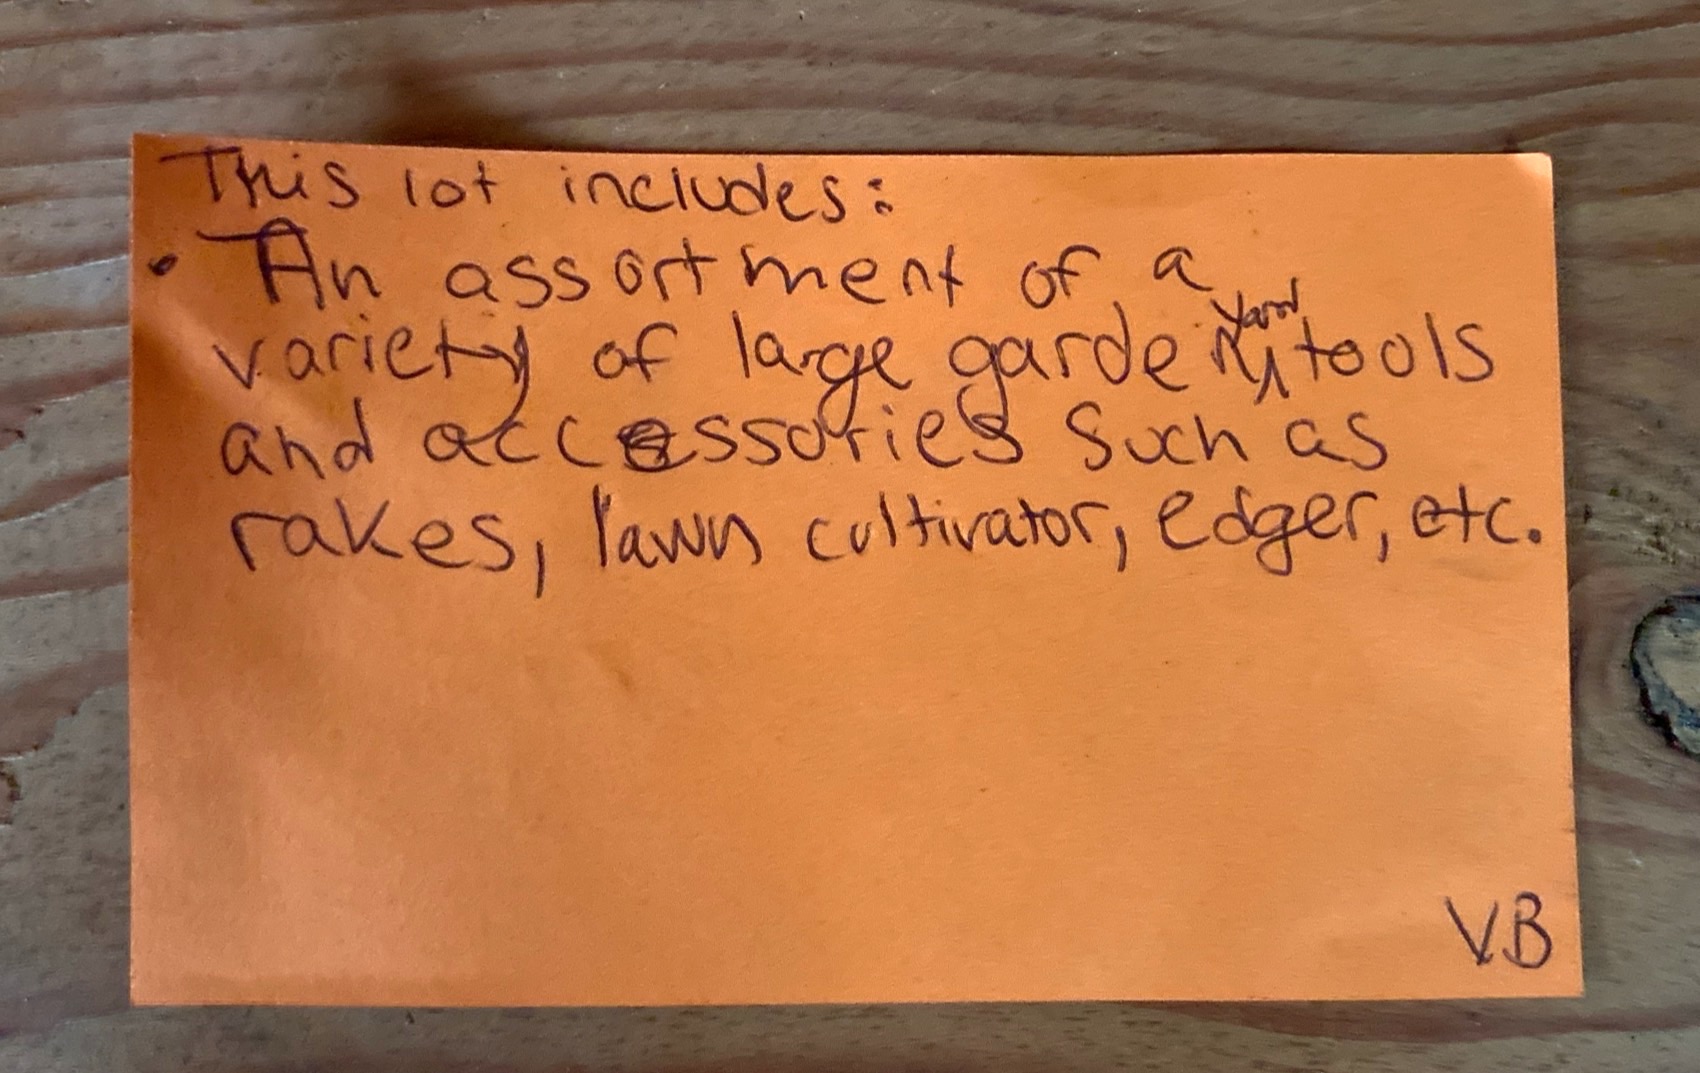 This lot includes:
• An assortment of a
variety of large garden yard tools
and accessories such as
rakes, lawn cultivator, edger, etc.
VB